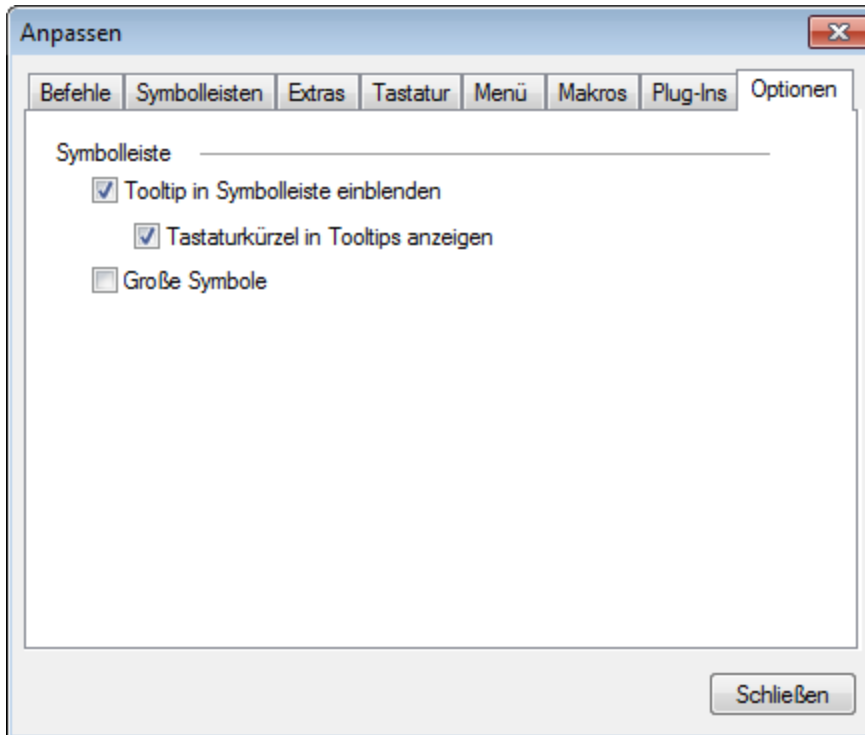 Anpassen
Befehle Symbolleisten Extras Tastatur Menü Makros Plug-Ins Optionen
Symbolleiste
Tooltip in Symbolleiste einblenden
Tastaturkürzel in Tooltips anzeigen
Große Symbole
Schließen